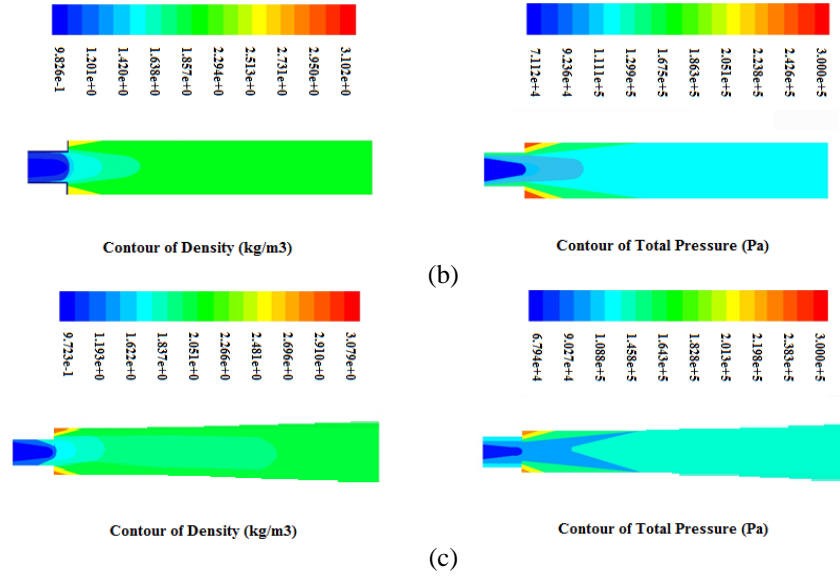 9.826e-1 1.201e+0 1.420e+0 1.638e+0 1.857e+0 2.294e+0 2.513e+0 2.731e+0 2.950e+0 3.102e+0
7.112e+4 9.236e+4 1.111e+5 1.299e+5 1.675e+5 1.863e+5 2.051e+5 2.238e+5 2.426e+5 3.000e+5
Contour of Density (kg/m3)
Contour of Total Pressure (Pa)
(b)
9.723e-1 1.193e+0 1.622e+0 1.837e+0 2.051e+0 2.266e+0 2.481e+0 2.696e+0 2.910e+0 3.079e+0
6.794e+4 9.027e+4 1.088e+5 1.458e+5 1.643e+5 1.828e+5 2.013e+5 2.198e+5 2.383e+5 3.000e+5
Contour of Density (kg/m3)
Contour of Total Pressure (Pa)
(c)